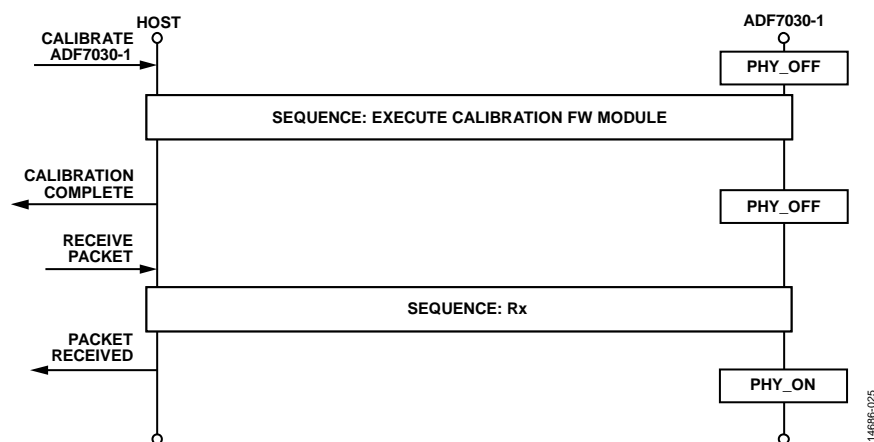 HOST
ADF7030-1
CALIBRATE
ADF7030-1
PHY_OFF
SEQUENCE: EXECUTE CALIBRATION FW MODULE
CALIBRATION
COMPLETE
PHY_OFF
RECEIVE
PACKET
SEQUENCE: Rx
PACKET
RECEIVED
PHY_ON
14686-025